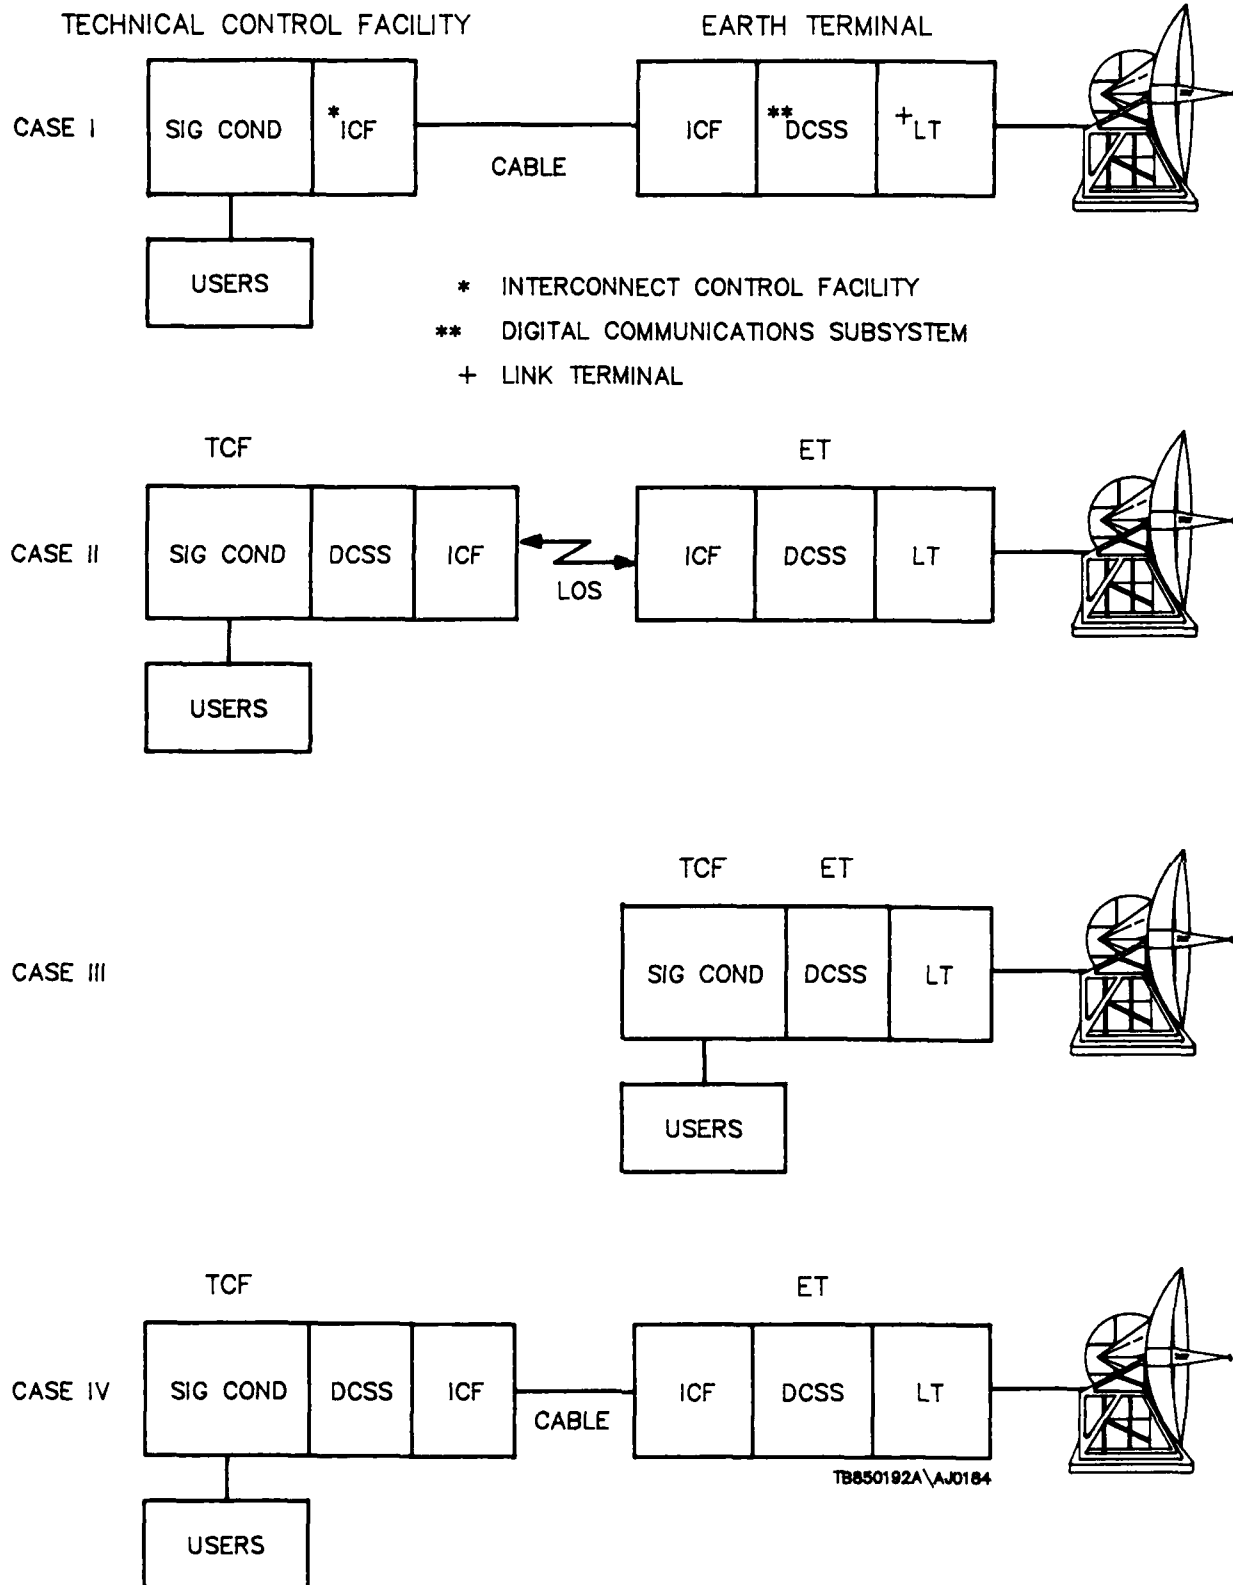 TECHNICAL CONTROL FACILITY EARTH TERMINAL
CASE I SIG COND *ICF ICF **DCSS +LT
CABLE
USERS
* INTERCONNECT CONTROL FACILITY
** DIGITAL COMMUNICATIONS SUBSYSTEM
+ LINK TERMINAL
TCF ET
CASE II SIG COND DCSS ICF ICF DCSS LT
LOS
USERS
TCF ET
CASE III SIG COND DCSS LT
USERS
TCF ET
CASE IV SIG COND DCSS ICF ICF DCSS LT
CABLE
TB850192A\AJ0184
USERS